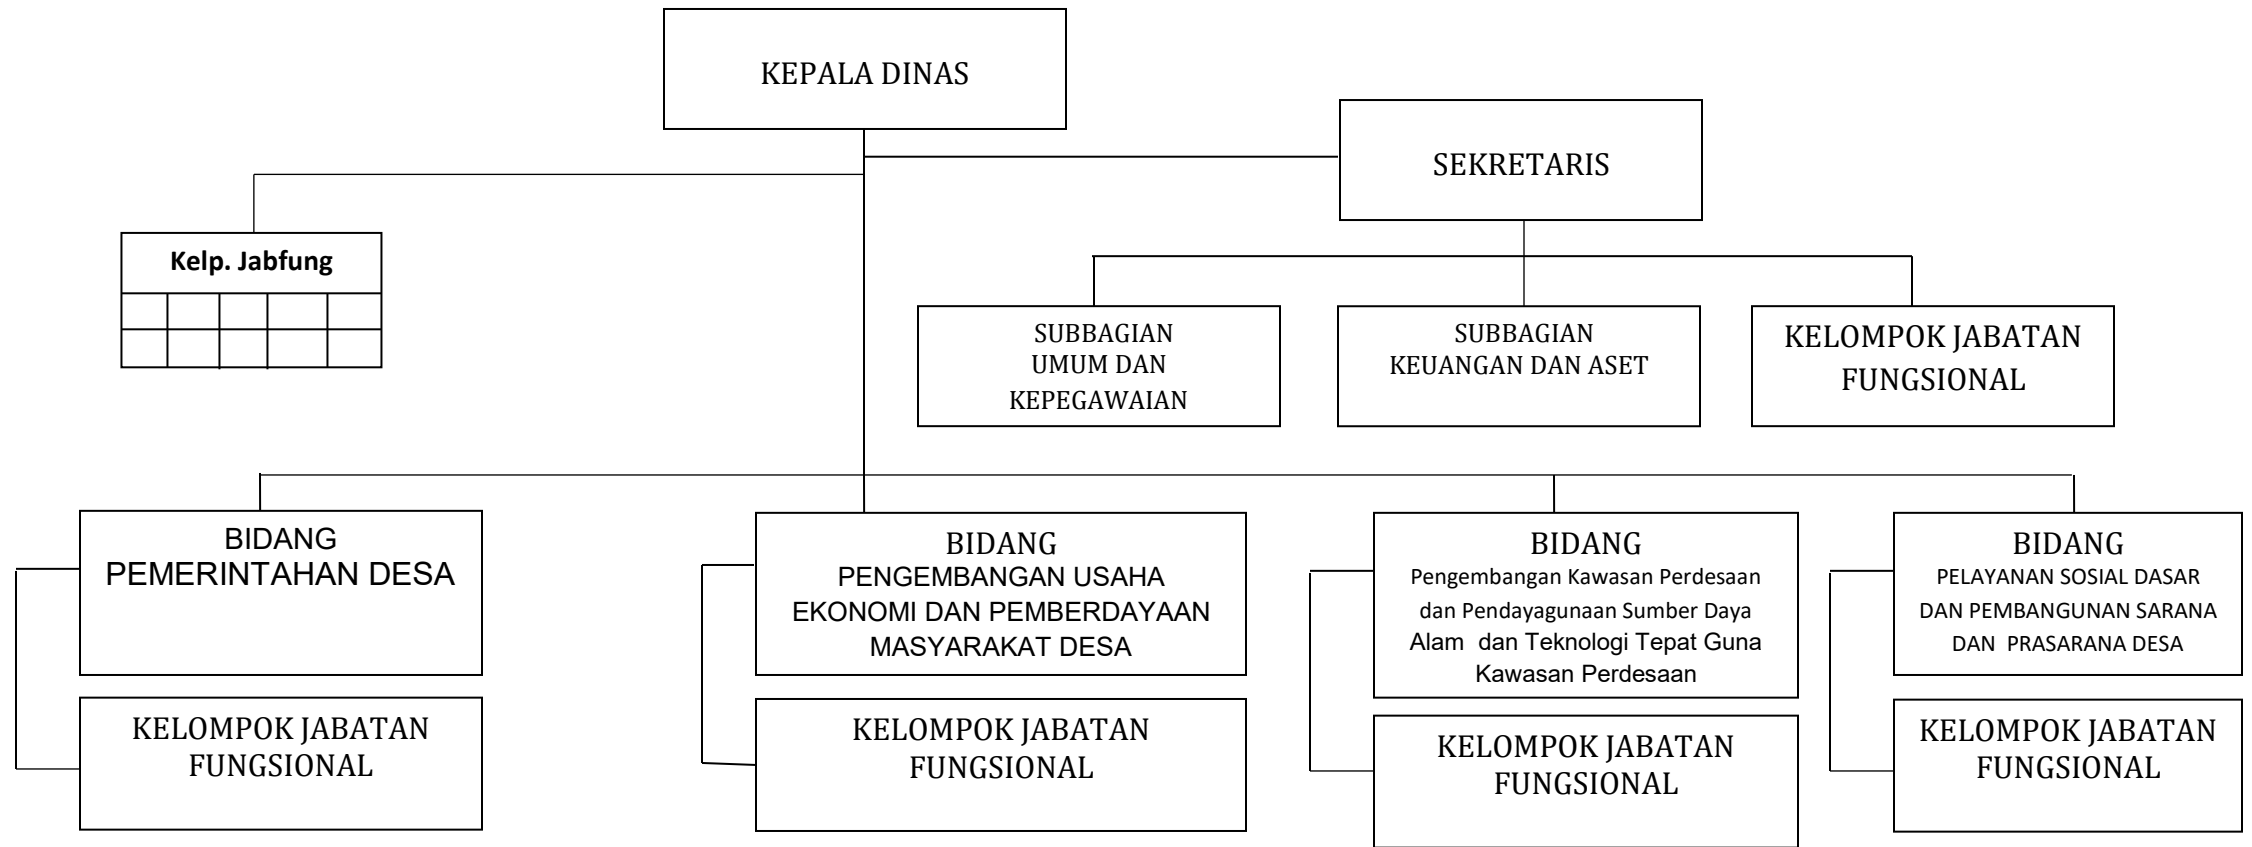 KEPALA DINAS
SEKRETARIS
Kelp. Jabfung
SUBBAGIAN
UMUM DAN
KEPEGAWAIAN
SUBBAGIAN
KEUANGAN DAN ASET
KELOMPOK JABATAN
FUNGSIONAL
BIDANG
PEMERINTAHAN DESA
BIDANG
PENGEMBANGAN USAHA
EKONOMI DAN PEMBERDAYAAN
MASYARAKAT DESA
BIDANG
Pengembangan Kawasan Perdesaan
dan Pendayagunaan Sumber Daya
Alam dan Teknologi Tepat Guna
Kawasan Perdesaan
BIDANG
PELAYANAN SOSIAL DASAR
DAN PEMBANGUNAN SARANA
DAN PRASARANA DESA
KELOMPOK JABATAN
FUNGSIONAL
KELOMPOK JABATAN
FUNGSIONAL
KELOMPOK JABATAN
FUNGSIONAL
KELOMPOK JABATAN
FUNGSIONAL